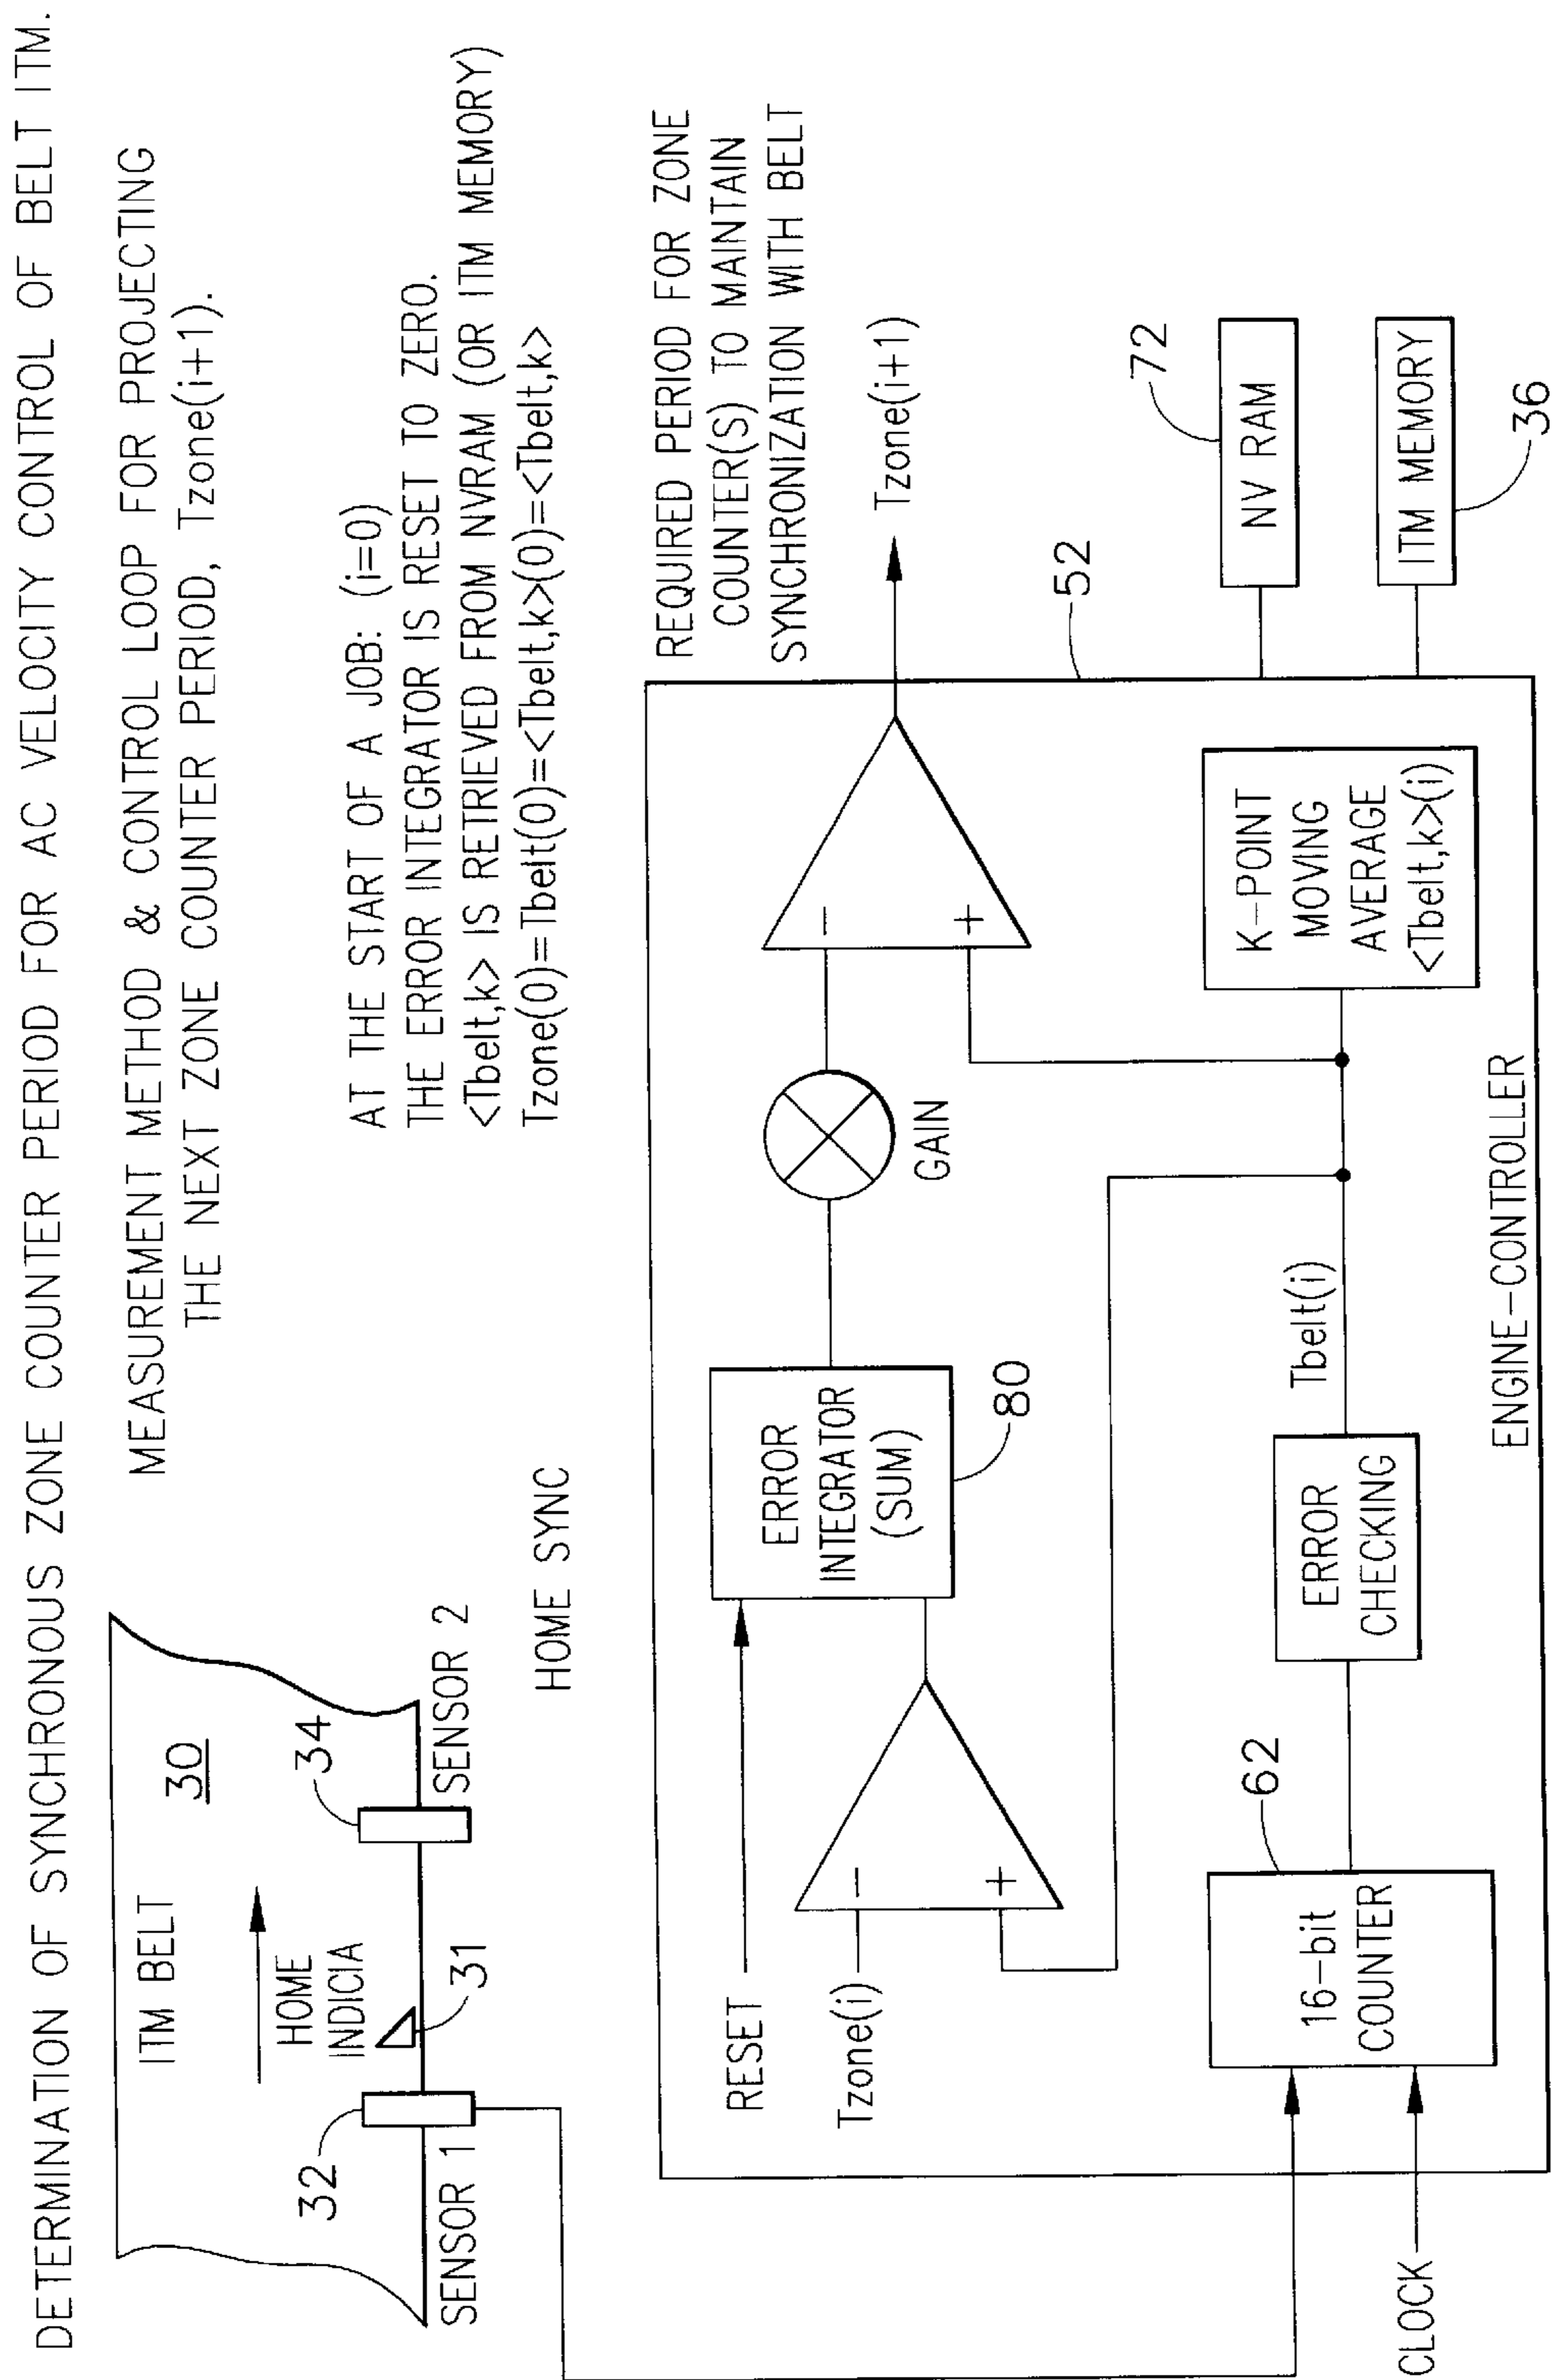 DETERMINATION OF SYNCHRONOUS ZONE COUNTER PERIOD FOR AC VELOCITY CONTROL OF BELT ITM.
MEASUREMENT METHOD & CONTROL LOOP FOR PROJECTING
THE NEXT ZONE COUNTER PERIOD, Tzone(i+1).
ITM BELT
30
HOME
INDICIA
31
32
34
SENSOR 1
SENSOR 2
HOME SYNC
AT THE START OF A JOB: (i=0)
THE ERROR INTEGRATOR IS RESET TO ZERO.
<Tbelt,k> IS RETRIEVED FROM NVRAM (OR ITM MEMORY)
Tzone(0)=Tbelt(0)=<Tbelt,k>(0)=<Tbelt,k>
REQUIRED PERIOD FOR ZONE
COUNTER(S) TO MAINTAIN
SYNCHRONIZATION WITH BELT
Tzone(i+1)
52
RESET
Tzone(i)
−
+
ERROR
INTEGRATOR
(SUM)
80
GAIN
−
+
72
NV RAM
ITM MEMORY
36
CLOCK
16-bit
COUNTER
62
ERROR
CHECKING
Tbelt(i)
K-POINT
MOVING
AVERAGE
<Tbelt,k>(i)
ENGINE-CONTROLLER